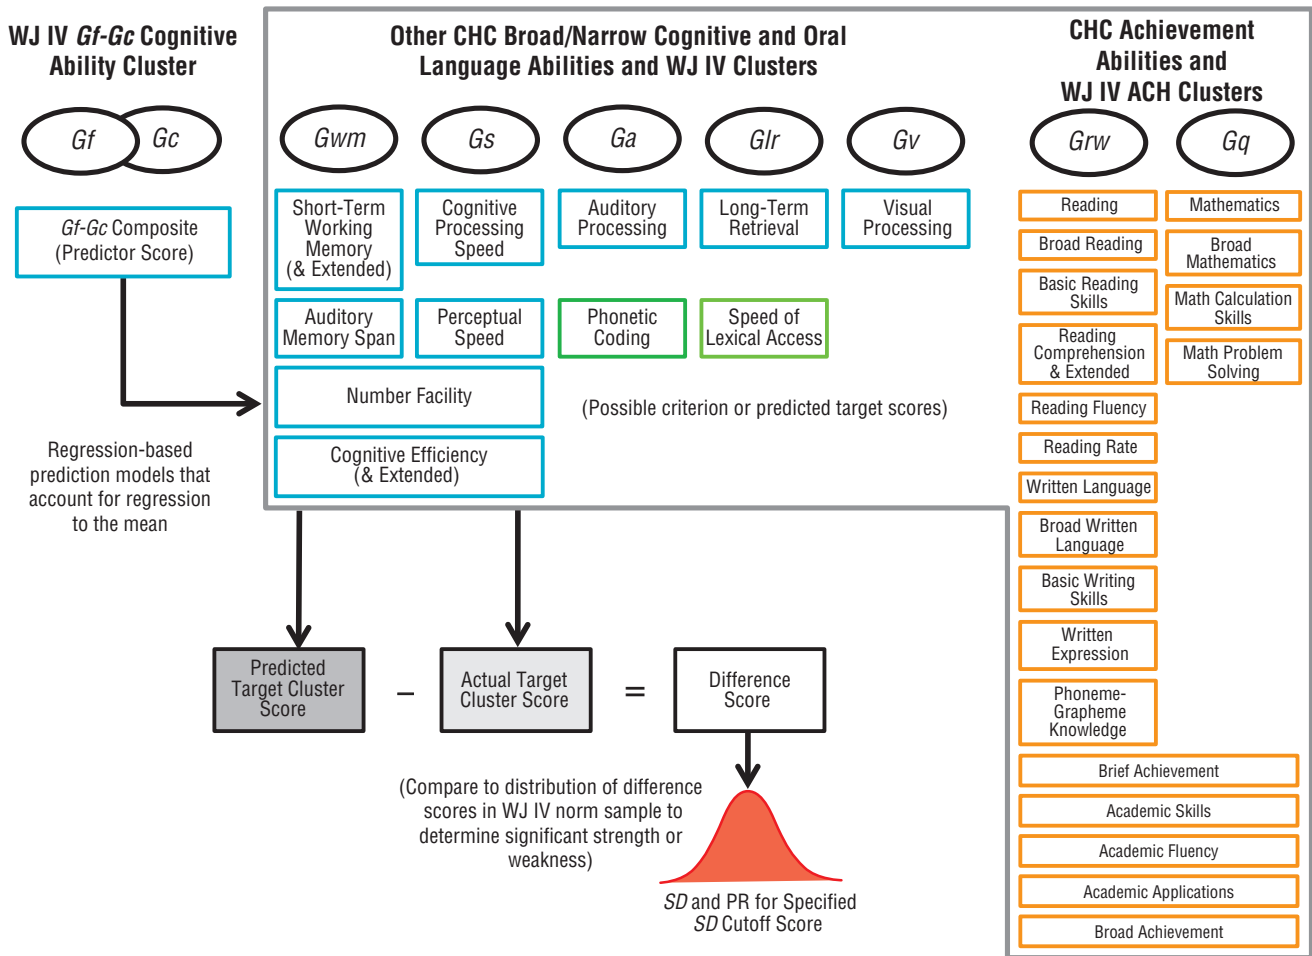 WJ IV Gf-Gc Cognitive
Ability Cluster
Gf
Gc
Gf-Gc Composite
(Predictor Score)
Regression-based
prediction models that
account for regression
to the mean
Other CHC Broad/Narrow Cognitive and Oral
Language Abilities and WJ IV Clusters
Gwm
Gs
Ga
Glr
Gv
Short-Term
Working
Memory
(& Extended)
Cognitive
Processing
Speed
Auditory
Processing
Long-Term
Retrieval
Visual
Processing
Auditory
Memory Span
Perceptual
Speed
Phonetic
Coding
Speed of
Lexical Access
Number Facility
(Possible criterion or predicted target scores)
Cognitive Efficiency
(& Extended)
CHC Achievement
Abilities and
WJ IV ACH Clusters
Grw
Gq
Reading
Broad Reading
Basic Reading
Skills
Reading
Comprehension
& Extended
Reading Fluency
Reading Rate
Written Language
Broad Written
Language
Basic Writing
Skills
Written
Expression
Phoneme-
Grapheme
Knowledge
Mathematics
Broad
Mathematics
Math Calculation
Skills
Math Problem
Solving
Brief Achievement
Academic Skills
Academic Fluency
Academic Applications
Broad Achievement
Predicted
Target Cluster
Score
–
Actual Target
Cluster Score
=
Difference
Score
(Compare to distribution of difference
scores in WJ IV norm sample to
determine significant strength or
weakness)
SD and PR for Specified
SD Cutoff Score